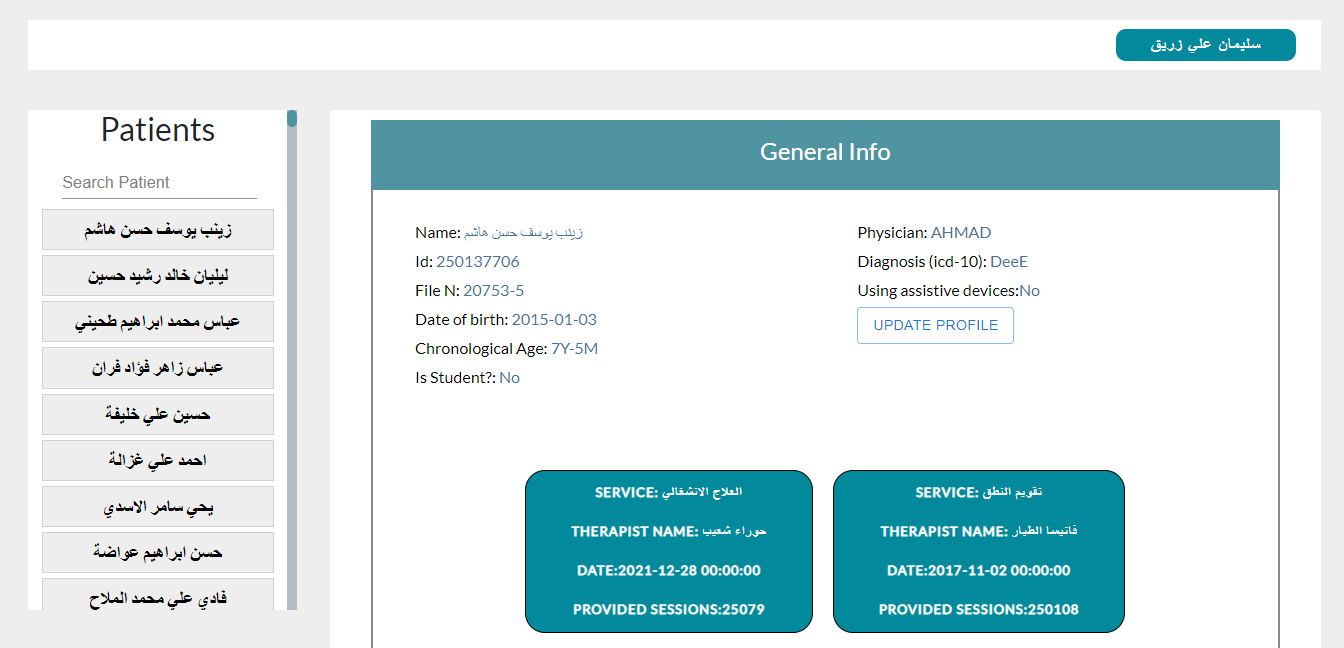 سليمان علي زريق
Patients
Search Patient
زينب يوسف حسن هاشم
ليليان خالد رشيد حسين
عباس محمد ابراهيم طحيني
عباس زاهر فؤاد فران
حسين علي خليفة
احمد علي غزالة
يحي سامر الاسدي
حسن ابراهيم عواضة
فادي علي محمد الملاح
General Info
Name: زينب يوسف حسن هاشم
Id: 250137706
File N: 20753-5
Date of birth: 2015-01-03
Chronological Age: 7Y-5M
Is Student?: No
Physician: AHMAD
Diagnosis (icd-10): DeeE
Using assistive devices:No
UPDATE PROFILE
SERVICE: العلاج الانشغالي
THERAPIST NAME: حوراء شعيب
DATE:2021-12-28 00:00:00
PROVIDED SESSIONS:25079
SERVICE: تقويم النطق
THERAPIST NAME: فاتيسا الطيار
DATE:2017-11-02 00:00:00
PROVIDED SESSIONS:250108